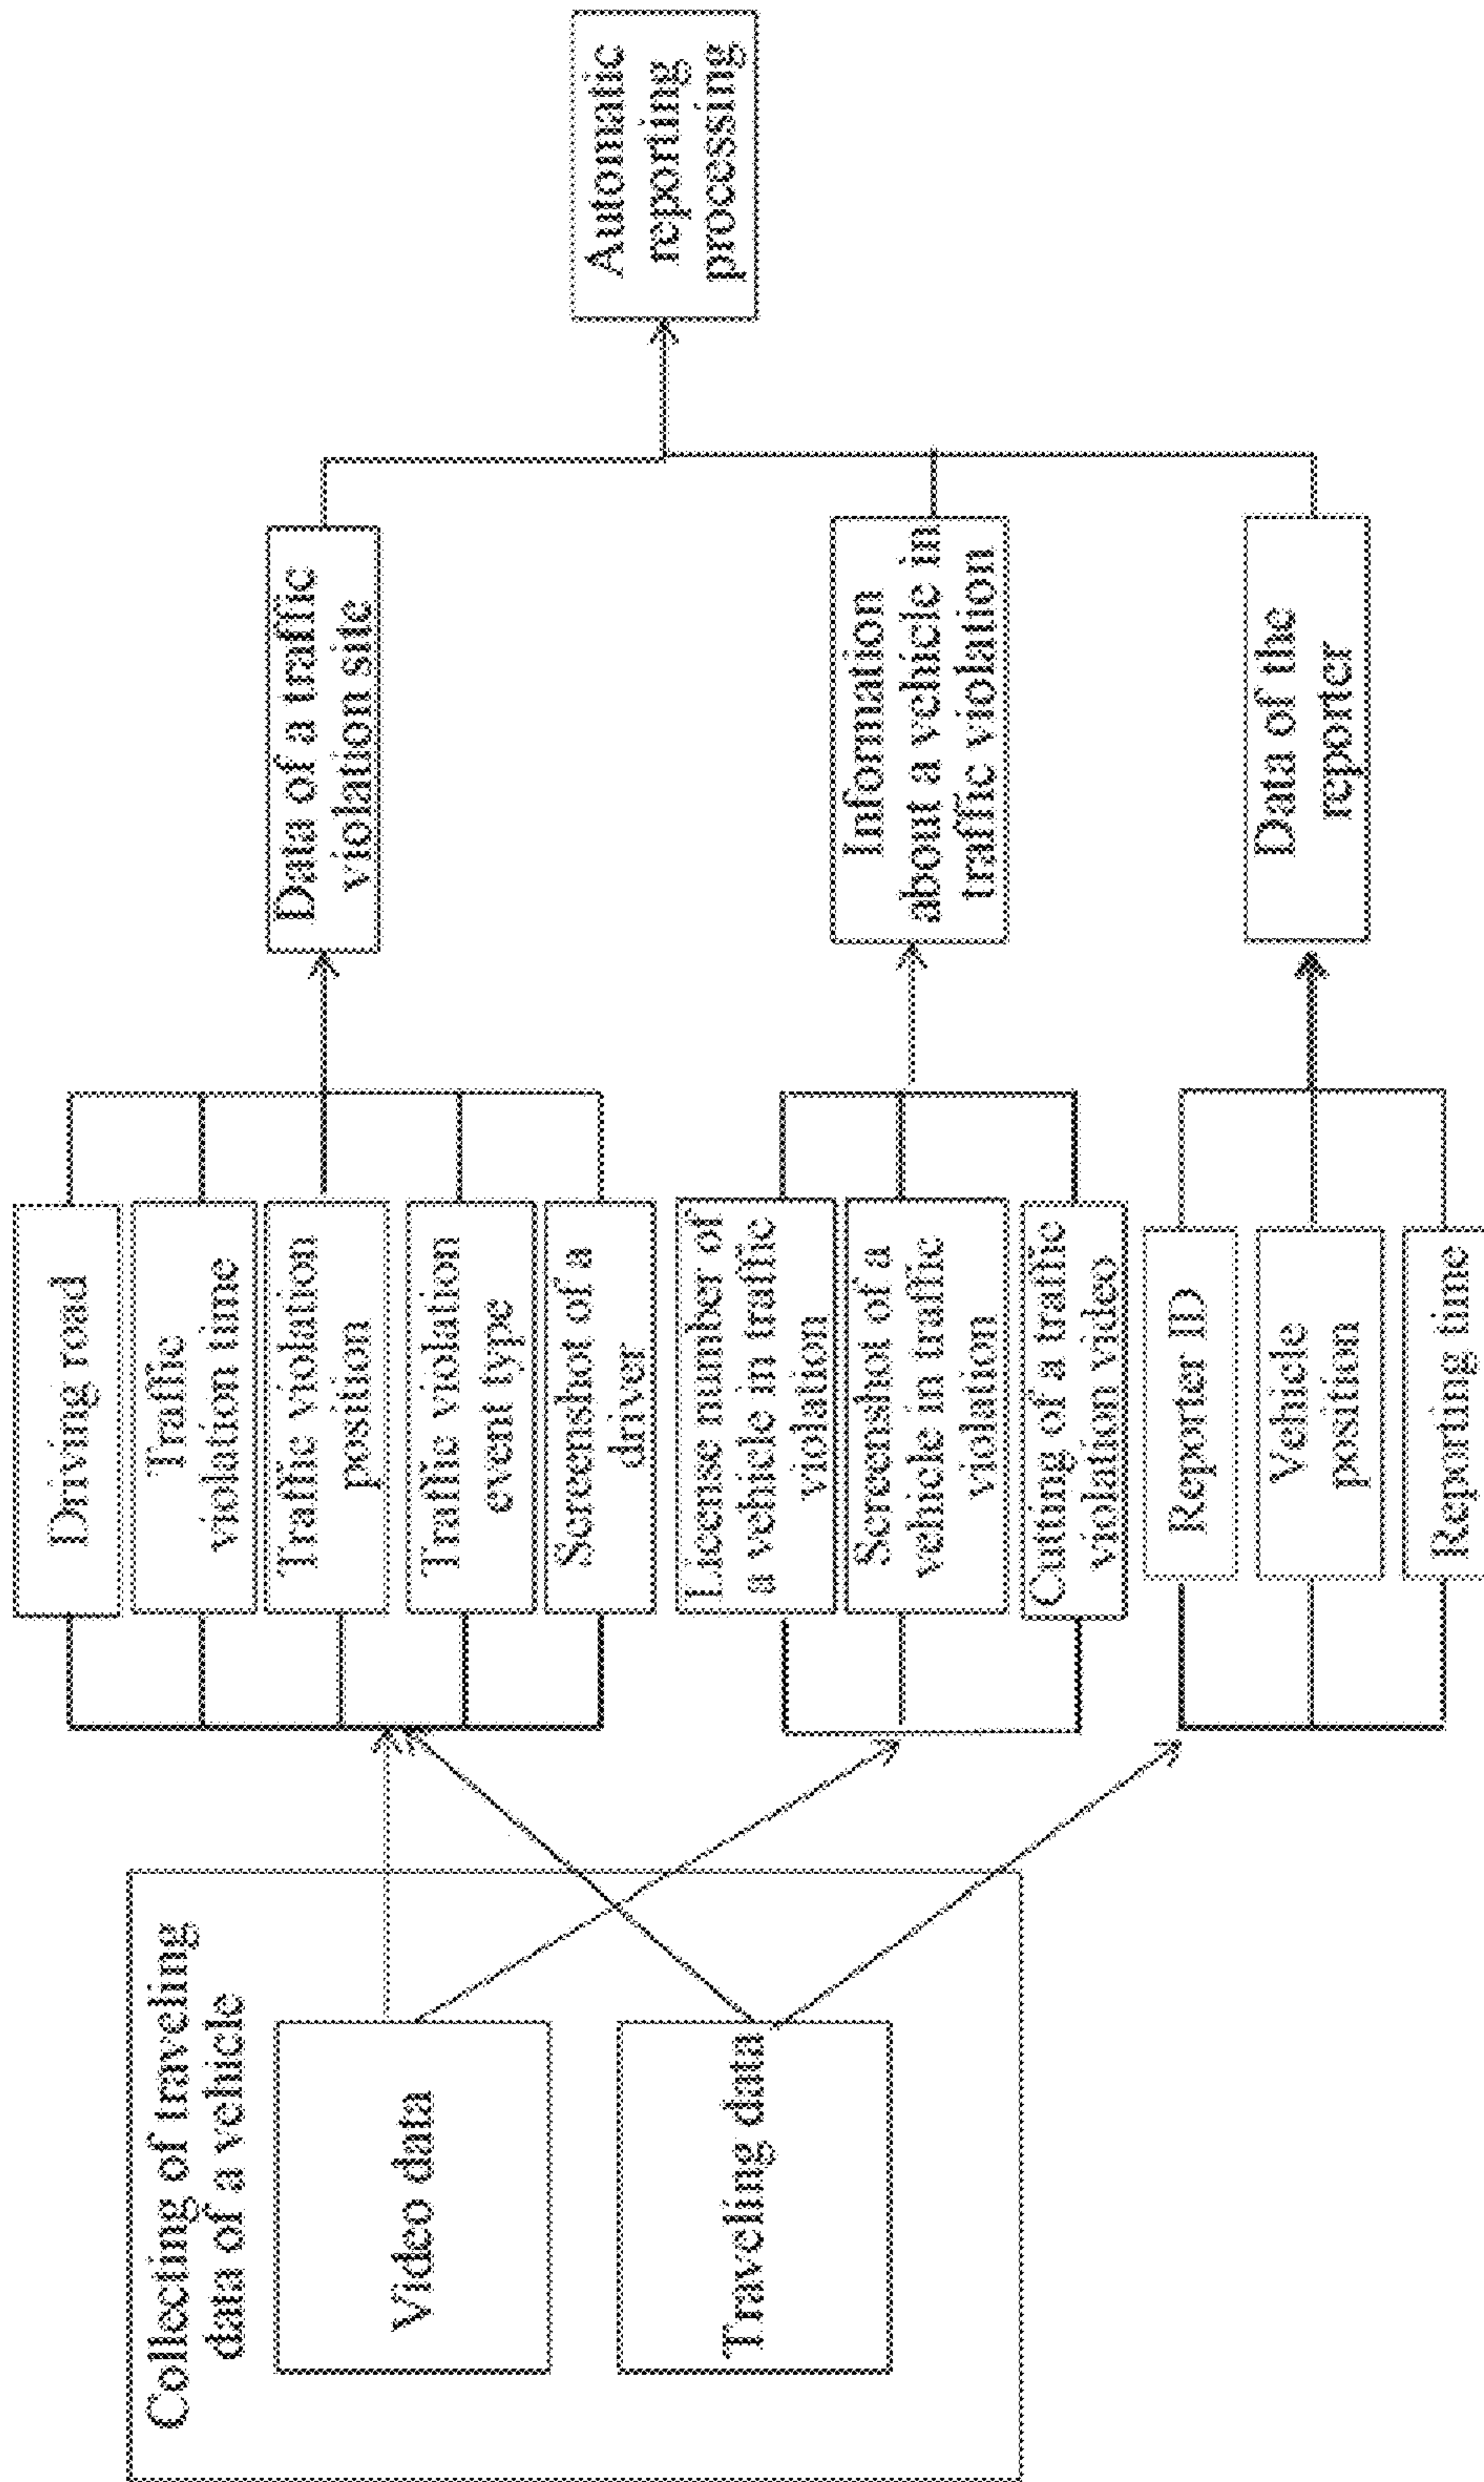 Collecting of traveling
data of a vehicle
Video data
Traveling data
Driving road
Traffic
violation time
Traffic violation
position
Traffic violation
event type
Screenshot of a
driver
License number of
a vehicle in traffic
violation
Screenshot of a
vehicle in traffic
violation
Cutting of a traffic
violation video
Reporter ID
Vehicle
position
Reporting time
Data of a traffic
violation site
Information
about a vehicle in
traffic violation
Data of the
reporter
Automatic
reporting
processing